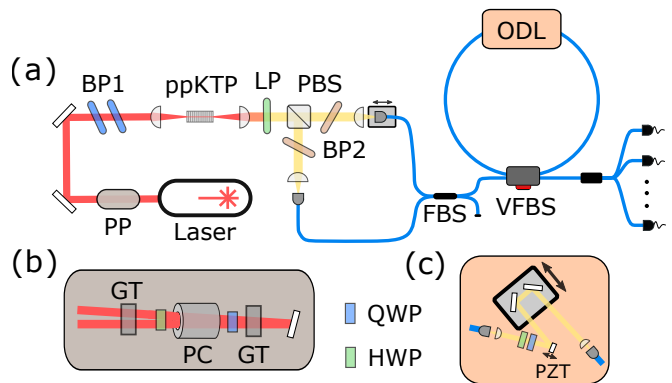 ODL
(a)
BP1
ppKTP
LP
PBS
BP2
PP
Laser
FBS
VFBS
(b)
GT
PC
GT
QWP
HWP
(c)
PZT